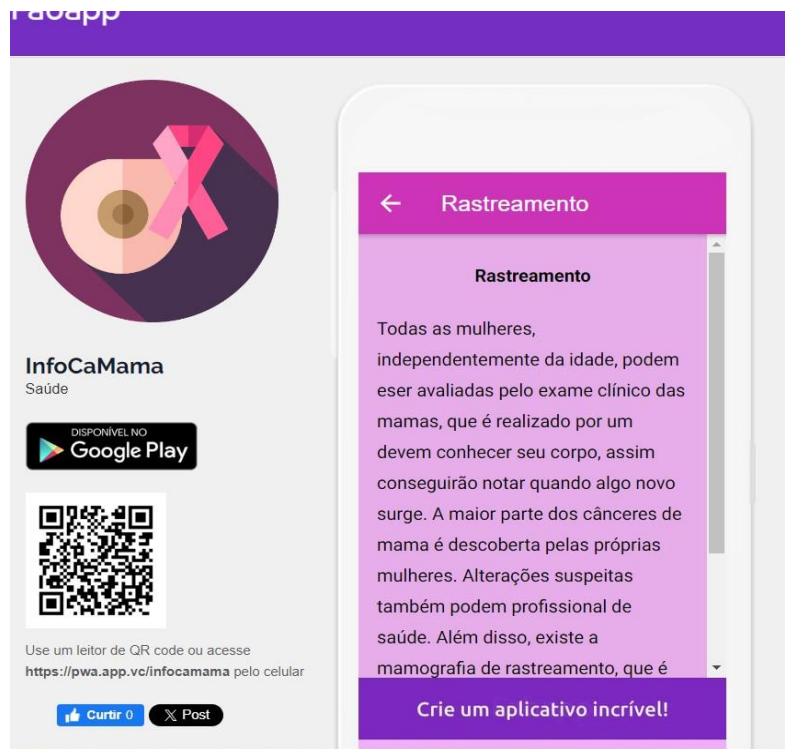 InfoCaMama
Saúde
DISPONÍVEL NO
Google Play
Use um leitor de QR code ou acesse
https://pwa.app.vc/infocamama pelo celular
Curtir 0
Post
Rastreamento
Rastreamento
Todas as mulheres,
independentemente da idade, podem
eser avaliadas pelo exame clínico das
mamas, que é realizado por um
devem conhecer seu corpo, assim
conseguirão notar quando algo novo
surge. A maior parte dos cânceres de
mama é descoberta pelas próprias
mulheres. Alterações suspeitas
também podem profissional de
saúde. Além disso, existe a
mamografia de rastreamento, que é
Crie um aplicativo incrível!